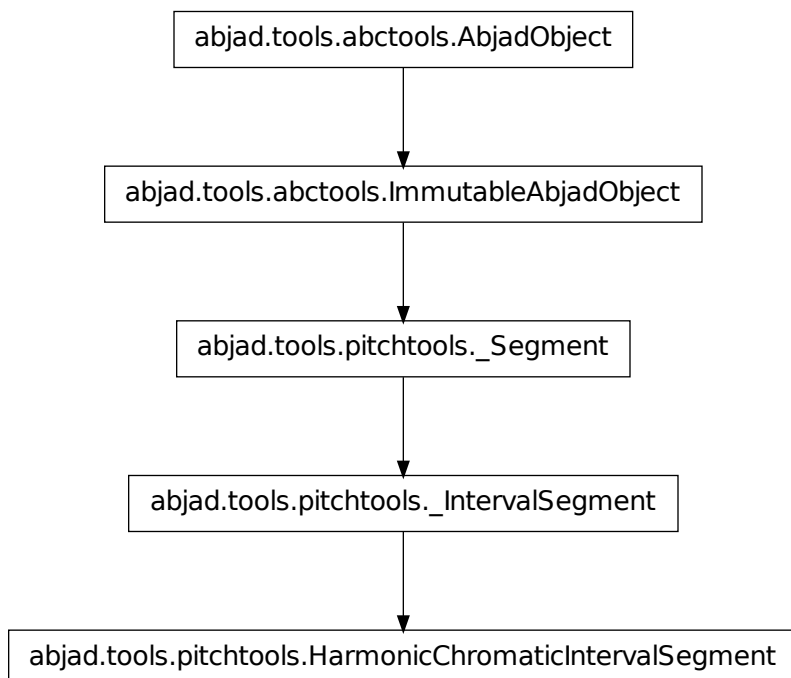 abjad.tools.abctools.AbjadObject
abjad.tools.abctools.ImmutableAbjadObject
abjad.tools.pitchtools._Segment
abjad.tools.pitchtools._IntervalSegment
abjad.tools.pitchtools.HarmonicChromaticIntervalSegment